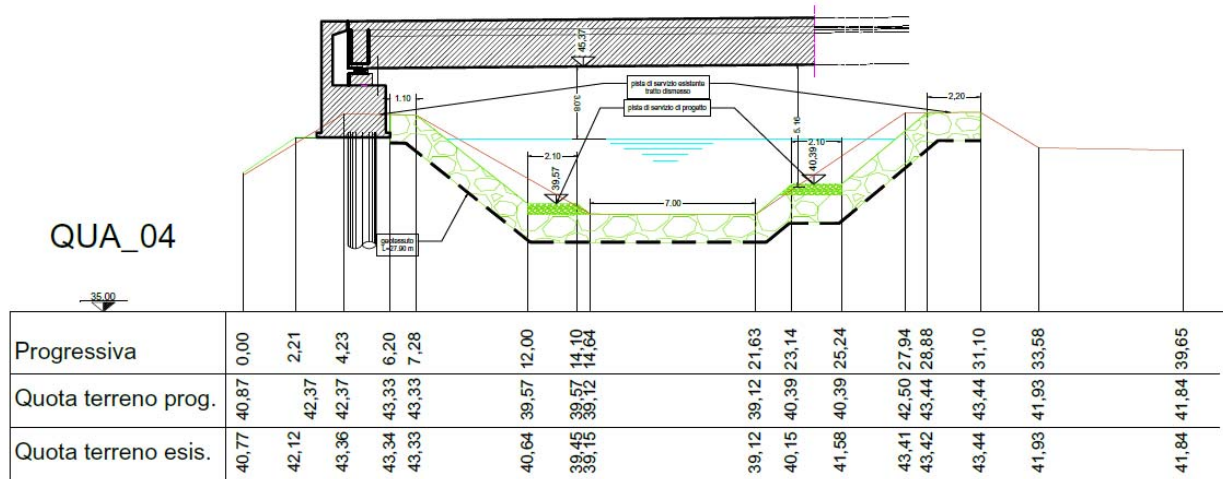 45,37
pista di servizio esistente
tratto dismesso
pista di servizio di progetto
1.10
3.08
2,20
5.16
2.10
2.10
39,57
40,39
7.00
QUA_04
geotessuto
L=27.90 m
35.00
Progressiva 0,00 2,21 4,23 6,20 7,28 12,00 14,10 14,64 21,63 23,14 25,24 27,94 28,88 31,10 33,58 39,65
Quota terreno prog. 40,87 42,37 42,37 43,33 43,33 39,57 39,57 39,12 39,12 40,39 40,39 42,50 43,44 43,44 41,93 41,84
Quota terreno esis. 40,77 42,12 43,36 43,34 43,33 40,64 39,45 39,15 39,12 40,15 41,58 43,41 43,42 43,44 41,93 41,84